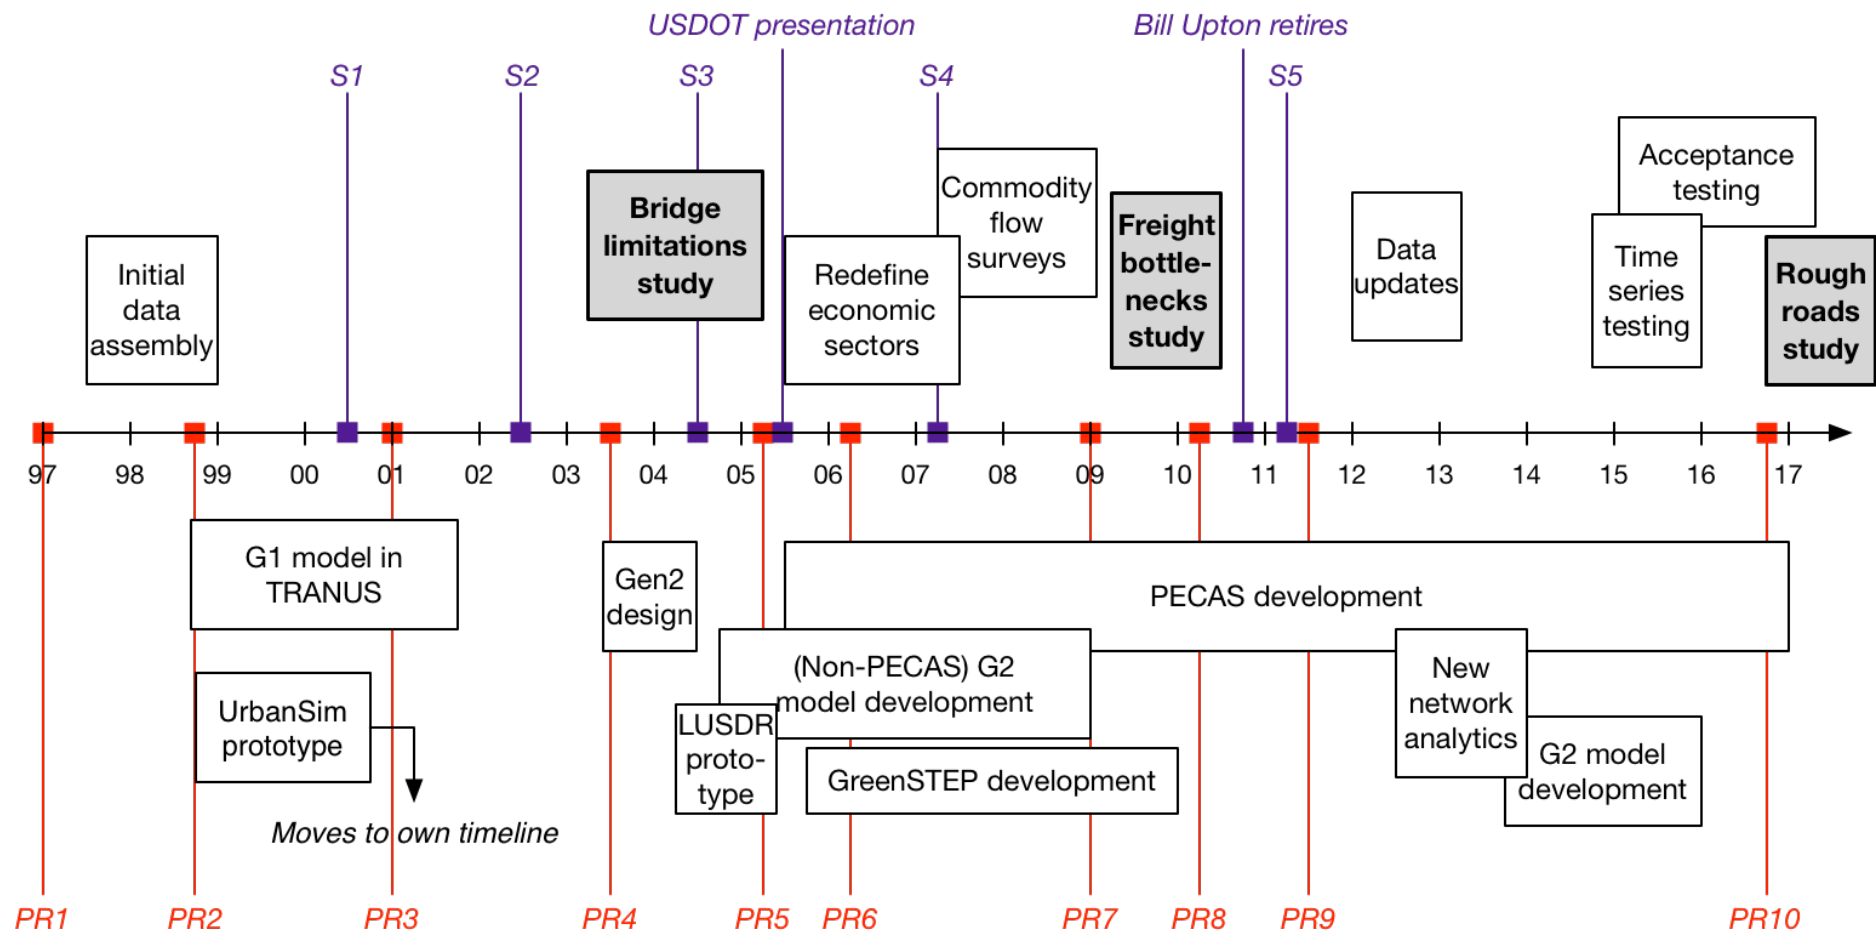 USDOT presentation
Bill Upton retires
S1
S2
S3
S4
S5
Initial
data
assembly
Bridge
limitations
study
Redefine
economic
sectors
Commodity
flow
surveys
Freight
bottle-
necks
study
Data
updates
Acceptance
testing
Time
series
testing
Rough
roads
study
97 98 99 00 01 02 03 04 05 06 07 08 09 10 11 12 13 14 15 16 17
G1 model in
TRANUS
UrbanSim
prototype
Moves to own timeline
Gen2
design
PECAS development
(Non-PECAS) G2
model development
LUSDR
proto-
type
GreenSTEP development
New
network
analytics
G2 model
development
PR1
PR2
PR3
PR4
PR5
PR6
PR7
PR8
PR9
PR10